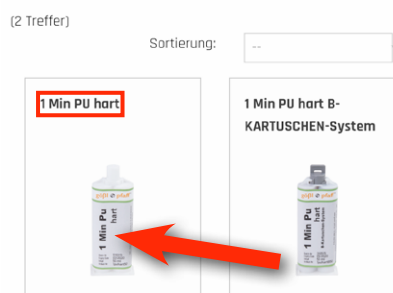 (2 Treffer)
Sortierung:
--
1 Min PU hart
1 Min PU hart B-
KARTUSCHEN-System
1 Min Pu
hart
1 Min Pu
hart